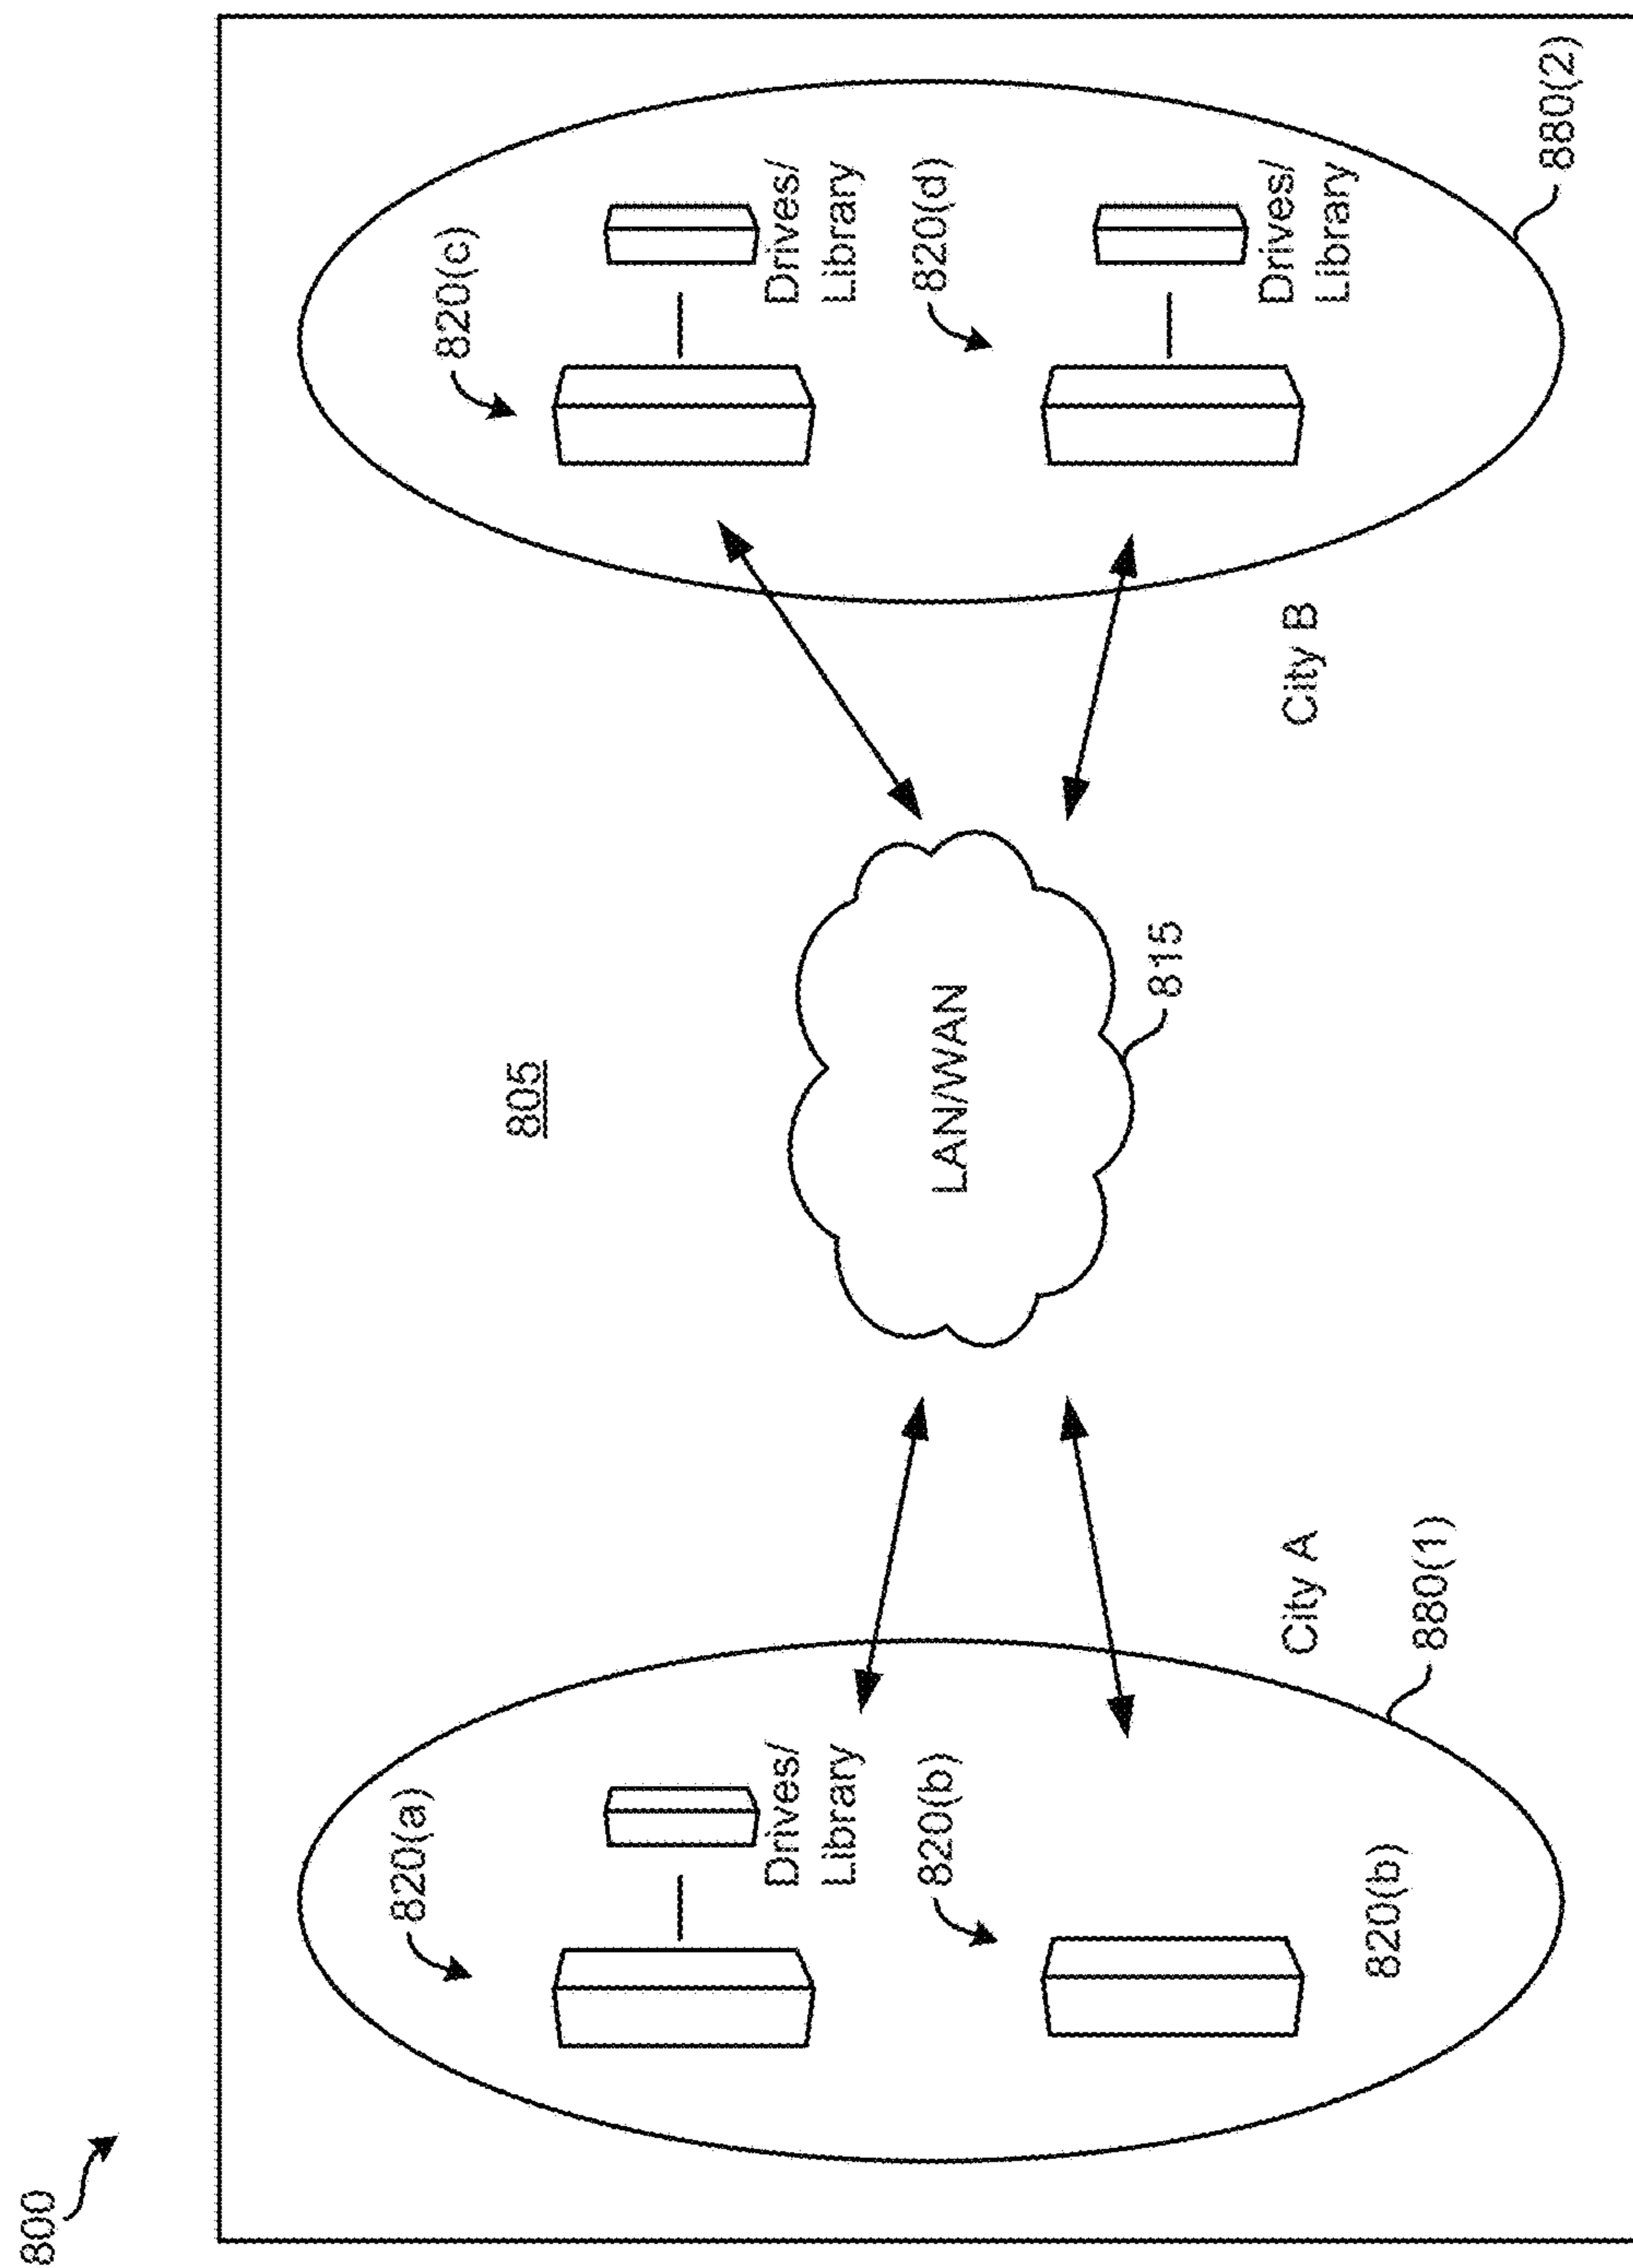 800
805
820(a)
Drives/
Library
820(b)
820(b)
City A
880(1)
LAN/WAN
815
820(c)
Drives/
Library
820(d)
Drives/
Library
City B
880(2)